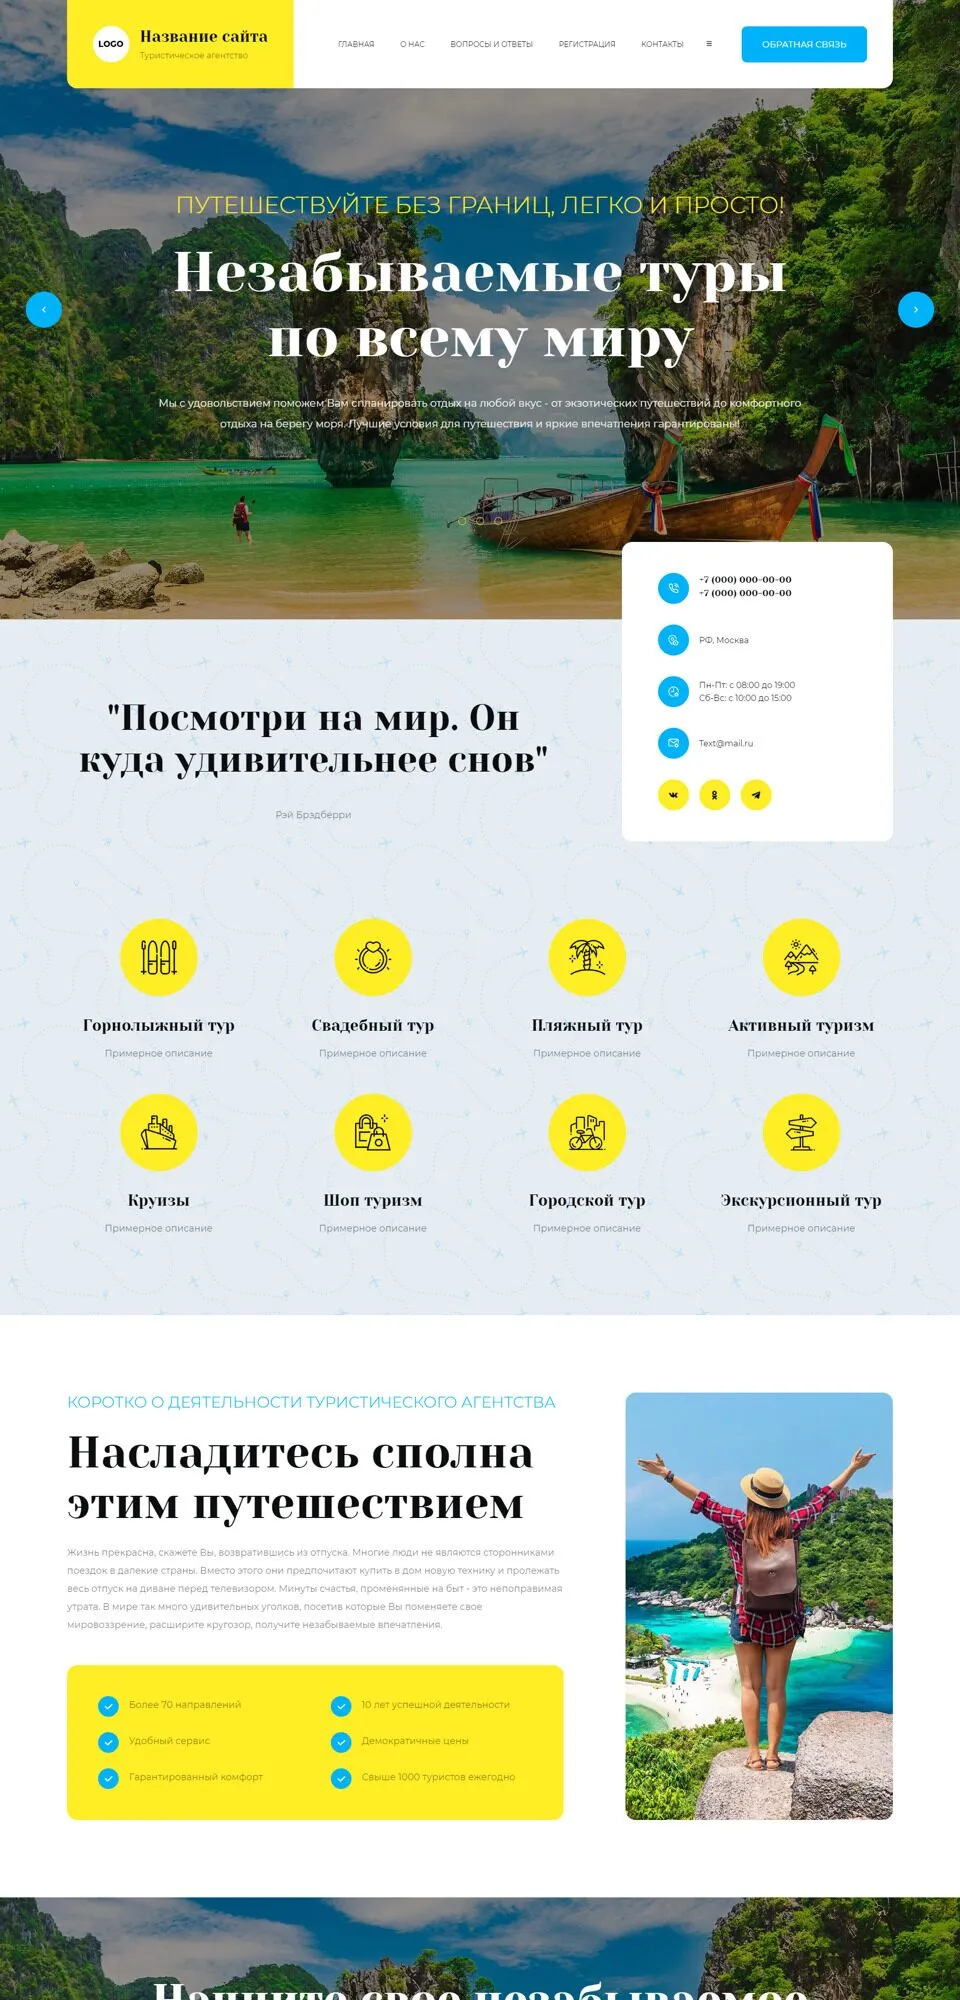 LOGO
Название сайта
Туристическое агентство
ГЛАВНАЯ
О НАС
ВОПРОСЫ И ОТВЕТЫ
РЕГИСТРАЦИЯ
КОНТАКТЫ
ОБРАТНАЯ СВЯЗЬ
ПУТЕШЕСТВУЙТЕ БЕЗ ГРАНИЦ, ЛЕГКО И ПРОСТО!
Незабываемые туры
по всему миру
Мы с удовольствием поможем Вам спланировать отдых на любой вкус - от экзотических путешествий до комфортного
отдыха на берегу моря. Лучшие условия для путешествия и яркие впечатления гарантированы!
+7 (000) 000-00-00
+7 (000) 000-00-00
РФ, Москва
Пн-Пт: с 08:00 до 19:00
Сб-Вс: с 10:00 до 15:00
Text@mail.ru
"Посмотри на мир. Он
куда удивительнее снов"
Рэй Брэдбери
Горнолыжный тур
Примерное описание
Свадебный тур
Примерное описание
Пляжный тур
Примерное описание
Активный туризм
Примерное описание
Круизы
Примерное описание
Шоп туризм
Примерное описание
Городской тур
Примерное описание
Экскурсионный тур
Примерное описание
КОРОТКО О ДЕЯТЕЛЬНОСТИ ТУРИСТИЧЕСКОГО АГЕНТСТВА
Насладитесь сполна
этим путешествием
Жизнь прекрасна, скажете Вы, возвратившись из отпуска. Многие люди не являются сторонниками
поездок в далекие страны. Вместо этого они предпочитают купить в дом новую технику и пролежать
весь отпуск на диване перед телевизором. Минуты счастья, променянные на быт - это непоправимая
утрата. В мире так много удивительных уголков, посетив которые Вы поменяете свое
мировоззрение, расширите кругозор, получите незабываемые впечатления.
Более 70 направлений
10 лет успешной деятельности
Удобный сервис
Демократичные цены
Гарантированный комфорт
Свыше 1000 туристов ежегодно
Начните свое незабываемое